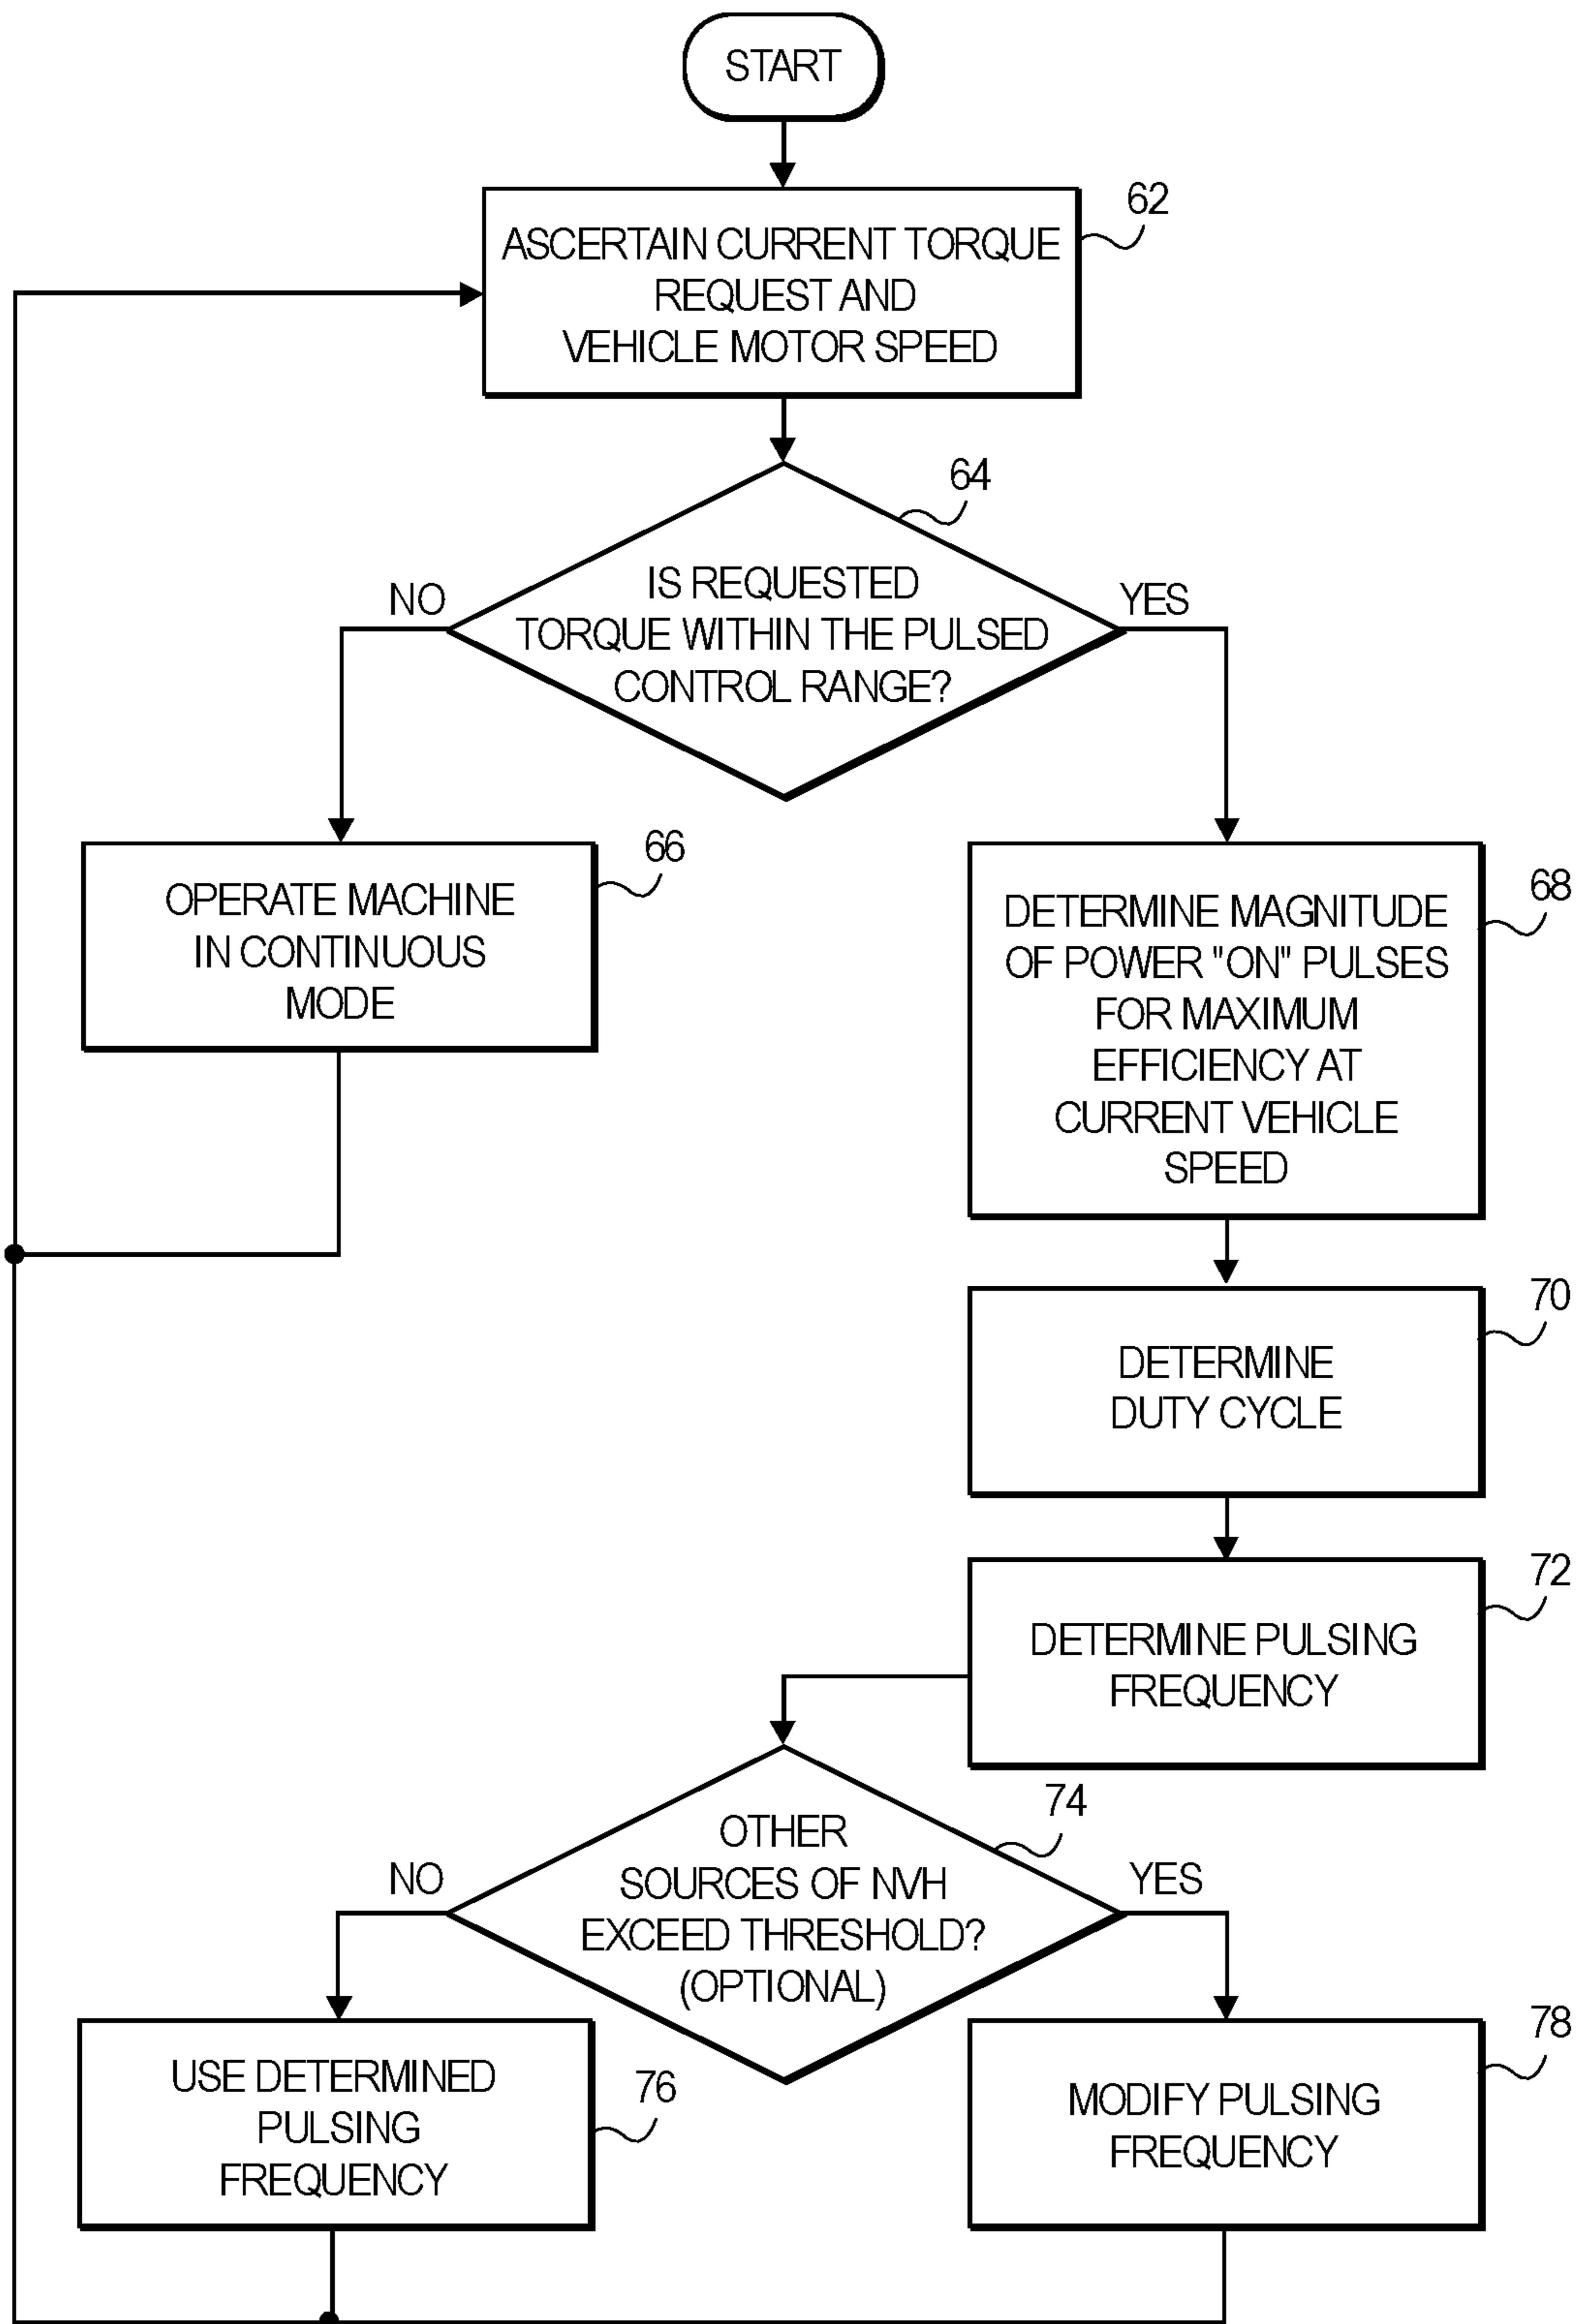 START
62
ASCERTAIN CURRENT TORQUE
REQUEST AND
VEHICLE MOTOR SPEED
64
NO
YES
IS REQUESTED
TORQUE WITHIN THE PULSED
CONTROL RANGE?
66
OPERATE MACHINE
IN CONTINUOUS
MODE
68
DETERMINE MAGNITUDE
OF POWER "ON" PULSES
FOR MAXIMUM
EFFICIENCY AT
CURRENT VEHICLE
SPEED
70
DETERMINE
DUTY CYCLE
72
DETERMINE PULSING
FREQUENCY
74
NO
YES
OTHER
SOURCES OF NVH
EXCEED THRESHOLD?
(OPTIONAL)
76
USE DETERMINED
PULSING
FREQUENCY
78
MODIFY PULSING
FREQUENCY